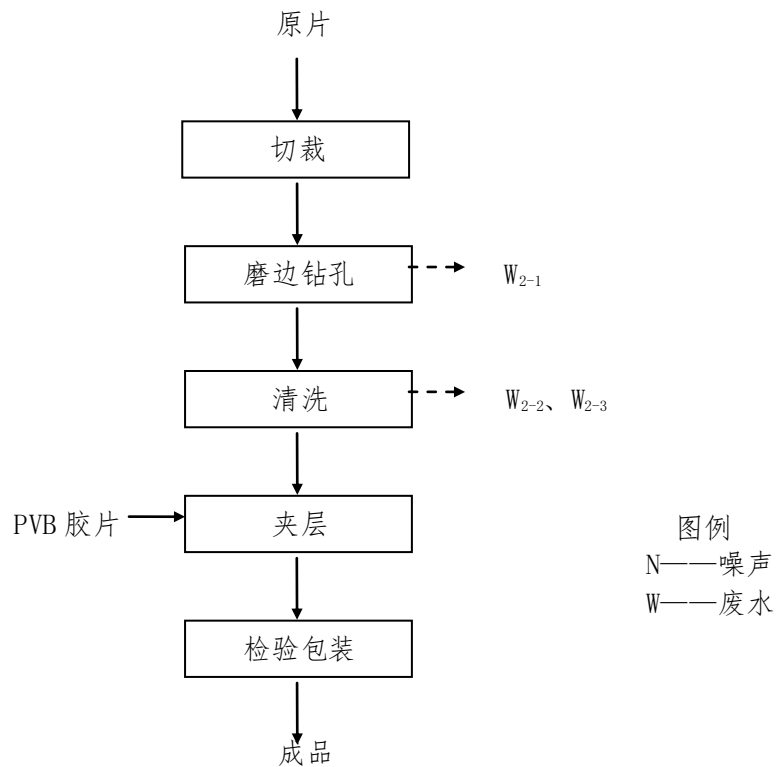 原片
切裁
磨边钻孔
W2-1
清洗
W2-2、W2-3
PVB 胶片
夹层
图例
N——噪声
W——废水
检验包装
成品